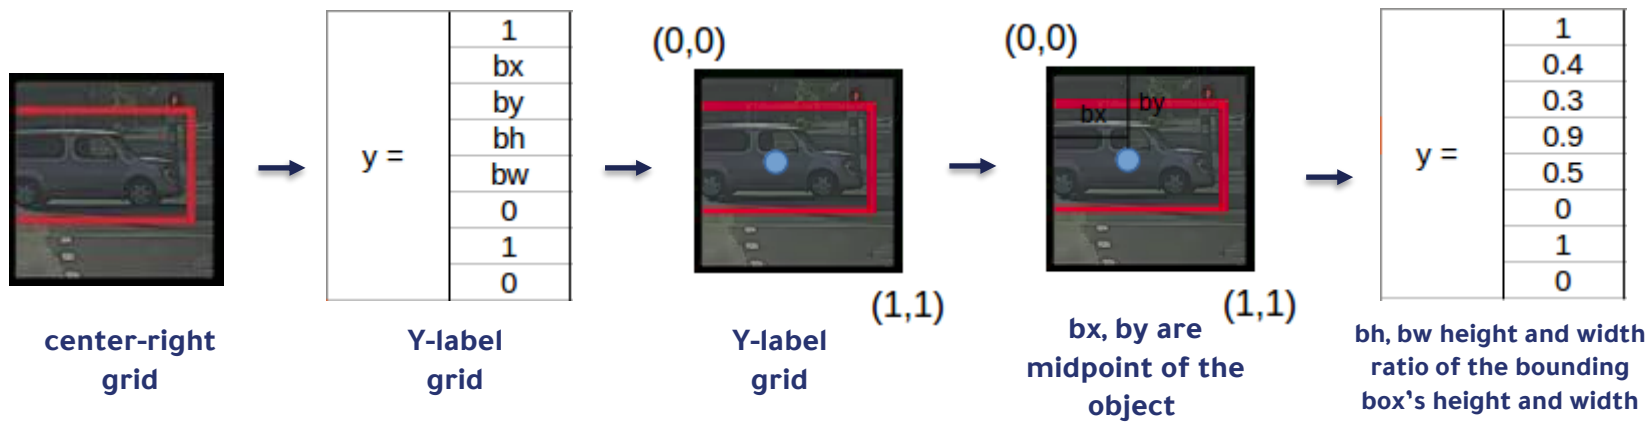 y =
1
bx
by
bh
bw
0
1
0
(0,0)
(1,1)
(0,0)
bx
by
(1,1)
y =
1
0.4
0.3
0.9
0.5
0
1
0
center-right
grid
Y-label
grid
Y-label
grid
bx, by are
midpoint of the
object
bh, bw height and width
ratio of the bounding
box's height and width